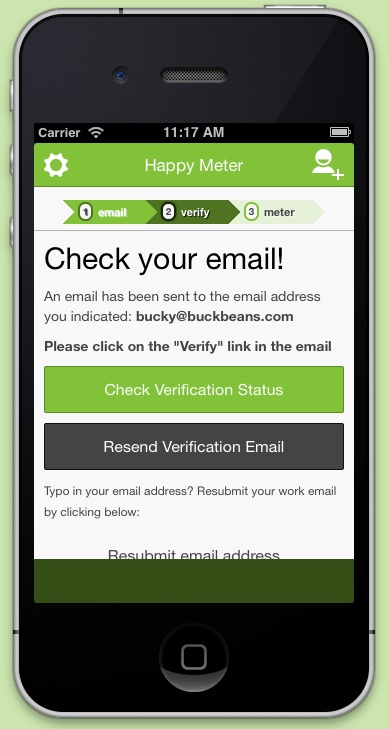 Carrier 11:17 AM
Happy Meter
1 email 2 verify 3 meter
Check your email!
An email has been sent to the email address
you indicated: bucky@buckbeans.com
Please click on the "Verify" link in the email
Check Verification Status
Resend Verification Email
Typo in your email address? Resubmit your work email
by clicking below:
Resubmit email address